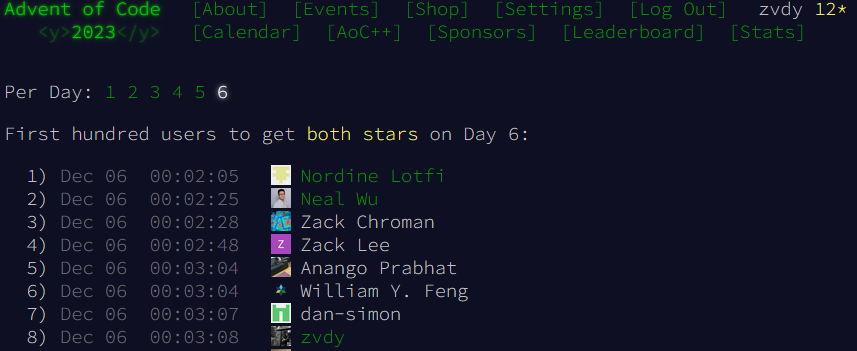 Advent of Code [About] [Events] [Shop] [Settings] [Log Out] zvdy 12*
<y>2023</y> [Calendar] [AoC++] [Sponsors] [Leaderboard] [Stats]
Per Day: 1 2 3 4 5 6
First hundred users to get both stars on Day 6:
1) Dec 06 00:02:05 Nordine Lotfi
2) Dec 06 00:02:25 Neal Wu
3) Dec 06 00:02:28 Zack Chroman
4) Dec 06 00:02:48 Z Zack Lee
5) Dec 06 00:03:04 Anango Prabhat
6) Dec 06 00:03:04 William Y. Feng
7) Dec 06 00:03:07 dan-simon
8) Dec 06 00:03:08 zvdy